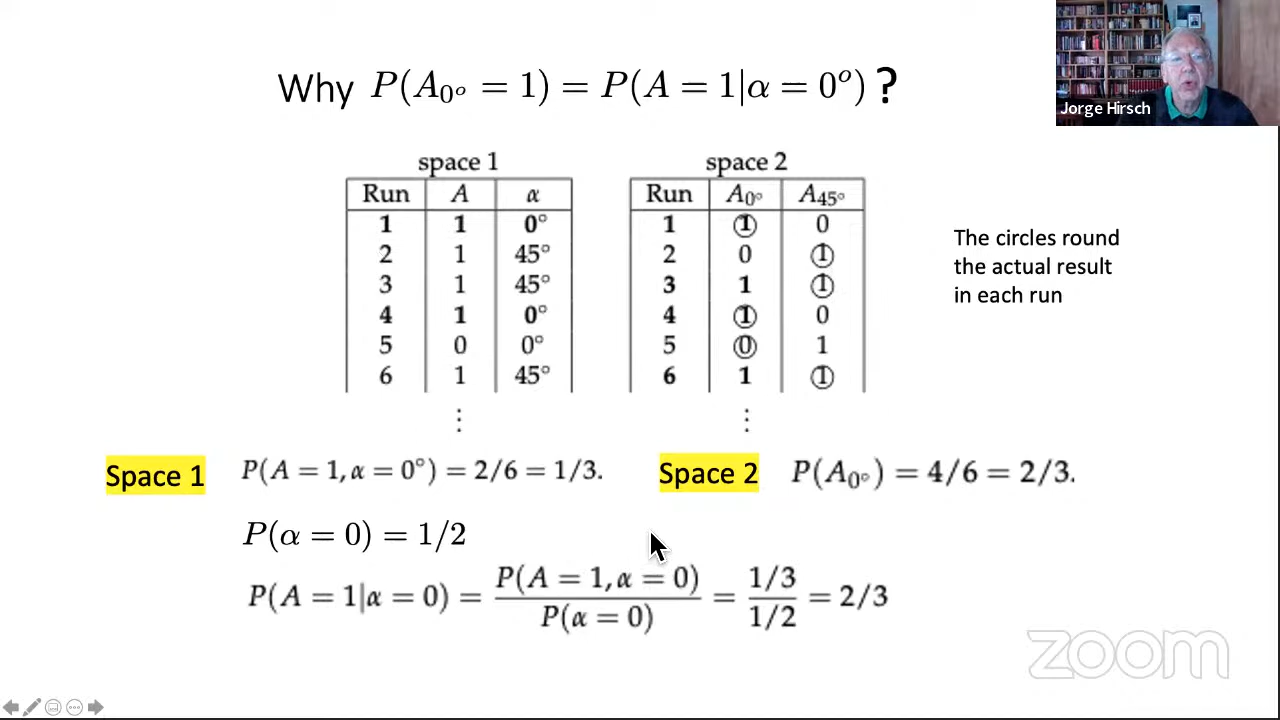 Why P(A₀° = 1) = P(A = 1|α = 0°) ?
Jorge Hirsch
space 1
Run A α
1 1 0°
2 1 45°
3 1 45°
4 1 0°
5 0 0°
6 1 45°
⋮
space 2
Run A₀° A₄₅°
1 ① 0
2 0 ①
3 1 ①
4 ① 0
5 ⓪ 1
6 1 ①
⋮
The circles round
the actual result
in each run
Space 1 P(A = 1, α = 0°) = 2/6 = 1/3.
Space 2 P(A₀°) = 4/6 = 2/3.
P(α = 0) = 1/2
P(A = 1|α = 0) = P(A = 1, α = 0) / P(α = 0) = 1/3 / 1/2 = 2/3
zoom